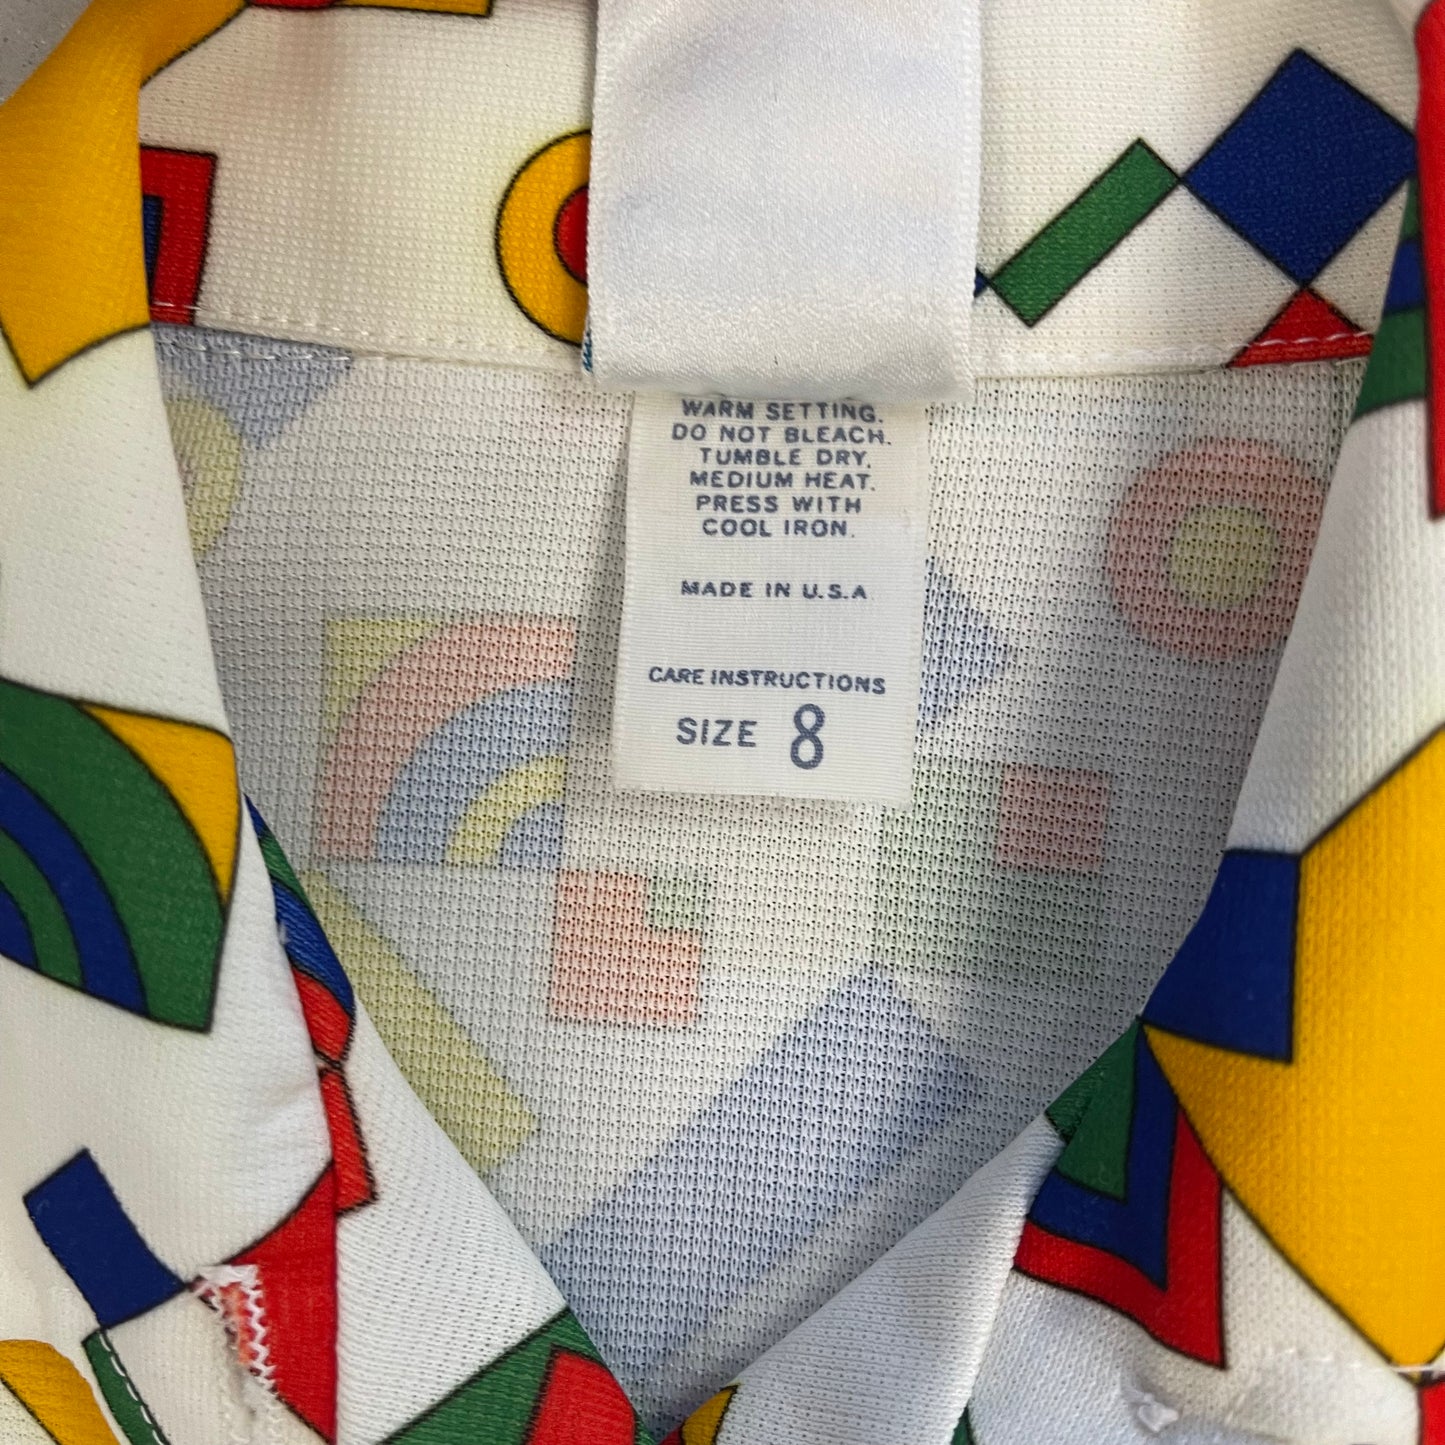 WARM SETTING.
DO NOT BLEACH.
TUMBLE DRY,
MEDIUM HEAT.
PRESS WITH
COOL IRON.
MADE IN U.S.A
CARE INSTRUCTIONS
SIZE 8